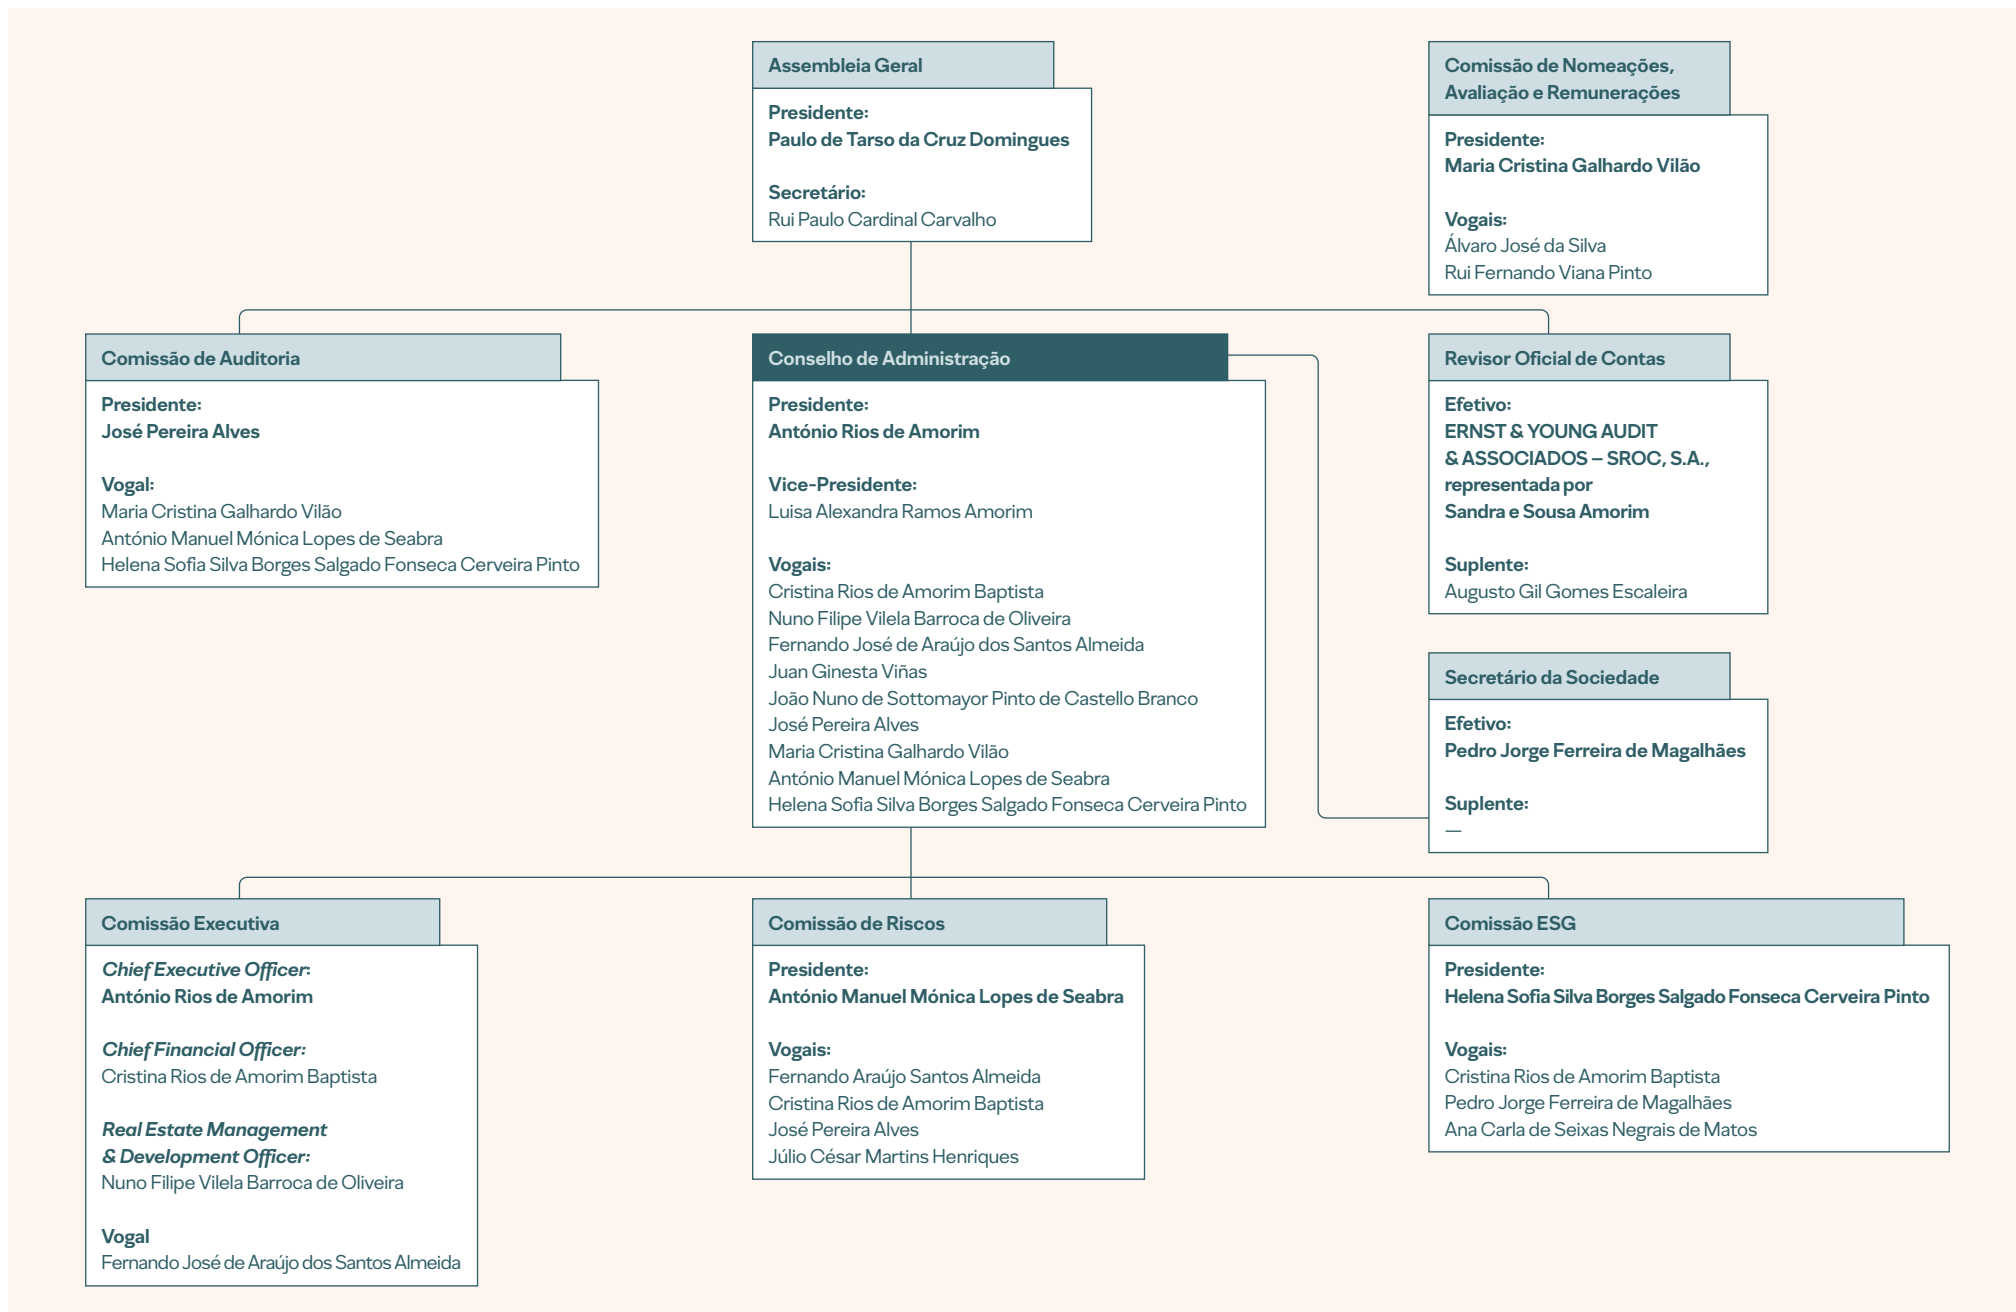 Assembleia Geral
Presidente:
Paulo de Tarso da Cruz Domingues
Secretário:
Rui Paulo Cardinal Carvalho
Comissão de Nomeações,
Avaliação e Remunerações
Presidente:
Maria Cristina Galhardo Vilão
Vogais:
Álvaro José da Silva
Rui Fernando Viana Pinto
Comissão de Auditoria
Presidente:
José Pereira Alves
Vogal:
Maria Cristina Galhardo Vilão
António Manuel Mónica Lopes de Seabra
Helena Sofia Silva Borges Salgado Fonseca Cerveira Pinto
Conselho de Administração
Presidente:
António Rios de Amorim
Vice-Presidente:
Luisa Alexandra Ramos Amorim
Vogais:
Cristina Rios de Amorim Baptista
Nuno Filipe Vilela Barroca de Oliveira
Fernando José de Araújo dos Santos Almeida
Juan Ginesta Viñas
João Nuno de Sottomayor Pinto de Castello Branco
José Pereira Alves
Maria Cristina Galhardo Vilão
António Manuel Mónica Lopes de Seabra
Helena Sofia Silva Borges Salgado Fonseca Cerveira Pinto
Revisor Oficial de Contas
Efetivo:
ERNST & YOUNG AUDIT
& ASSOCIADOS – SROC, S.A.,
representada por
Sandra e Sousa Amorim
Suplente:
Augusto Gil Gomes Escaleira
Secretário da Sociedade
Efetivo:
Pedro Jorge Ferreira de Magalhães
Suplente:
—
Comissão Executiva
Chief Executive Officer:
António Rios de Amorim
Chief Financial Officer:
Cristina Rios de Amorim Baptista
Real Estate Management
& Development Officer:
Nuno Filipe Vilela Barroca de Oliveira
Vogal
Fernando José de Araújo dos Santos Almeida
Comissão de Riscos
Presidente:
António Manuel Mónica Lopes de Seabra
Vogais:
Fernando Araújo Santos Almeida
Cristina Rios de Amorim Baptista
José Pereira Alves
Júlio César Martins Henriques
Comissão ESG
Presidente:
Helena Sofia Silva Borges Salgado Fonseca Cerveira Pinto
Vogais:
Cristina Rios de Amorim Baptista
Pedro Jorge Ferreira de Magalhães
Ana Carla de Seixas Negrais de Matos